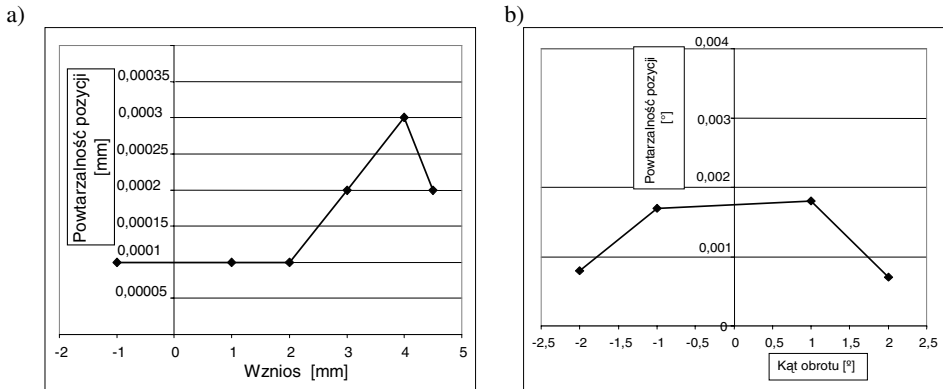 a)
Powtarzalność pozycji
[mm]
0,00035
0,0003
0,00025
0,0002
0,00015
0,0001
0,00005
-2 -1 0 1 2 3 4 5
Wznios [mm]
b)
Powtarzalność pozycji
[°]
0,004
0,003
0,002
0,001
0
-2,5 -2 -1,5 -1 -0,5 0 0,5 1 1,5 2 2,5
Kąt obrotu [º]